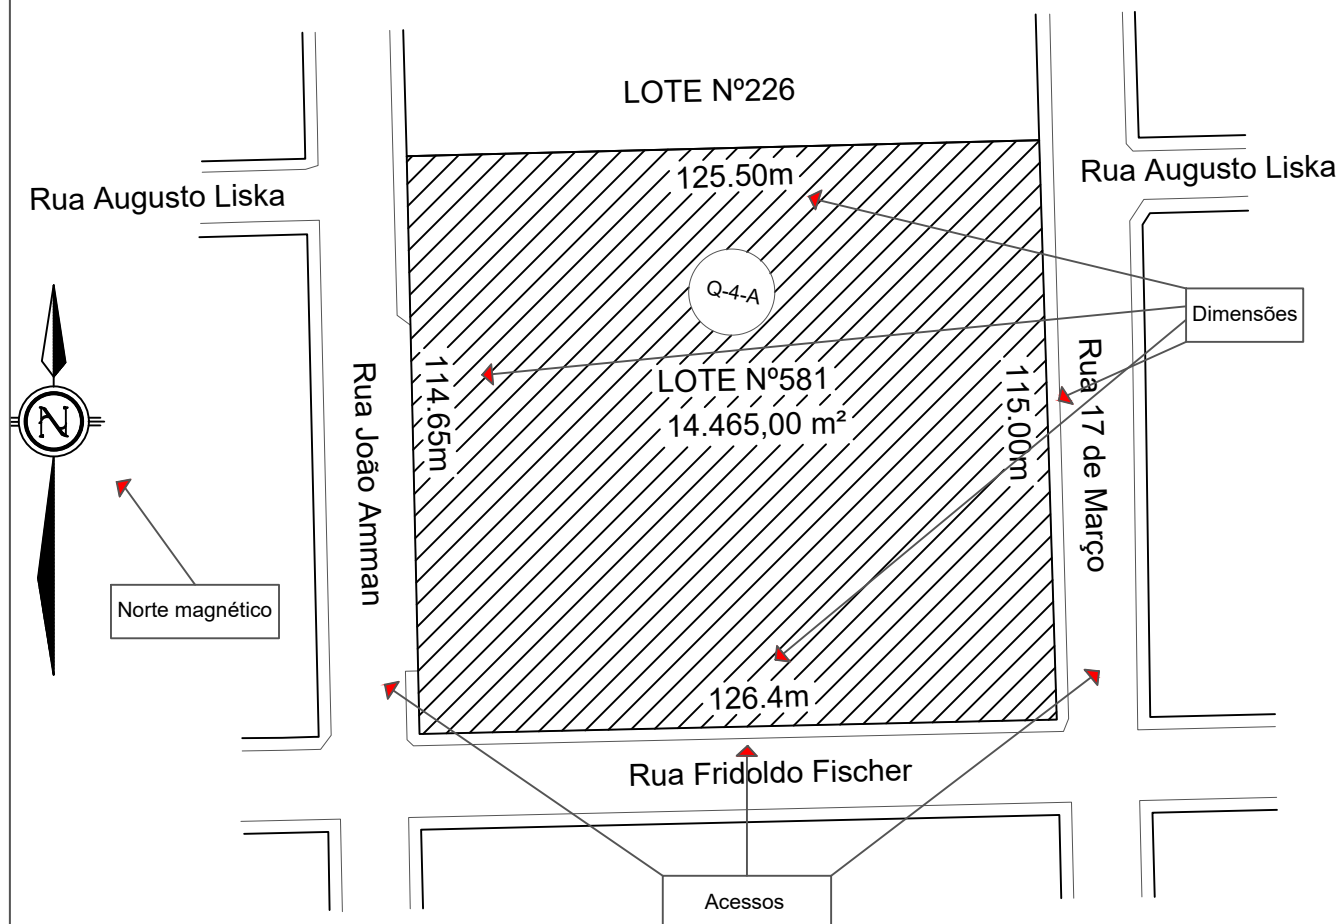 LOTE Nº226
Rua Augusto Liska
Rua Augusto Liska
125.50m
Q-4-A
Dimensões
114.65m
LOTE Nº581
14.465,00 m²
115.00m
Rua João Amman
Rua 17 de Março
N
Norte magnético
126.4m
Rua Fridoldo Fischer
Acessos